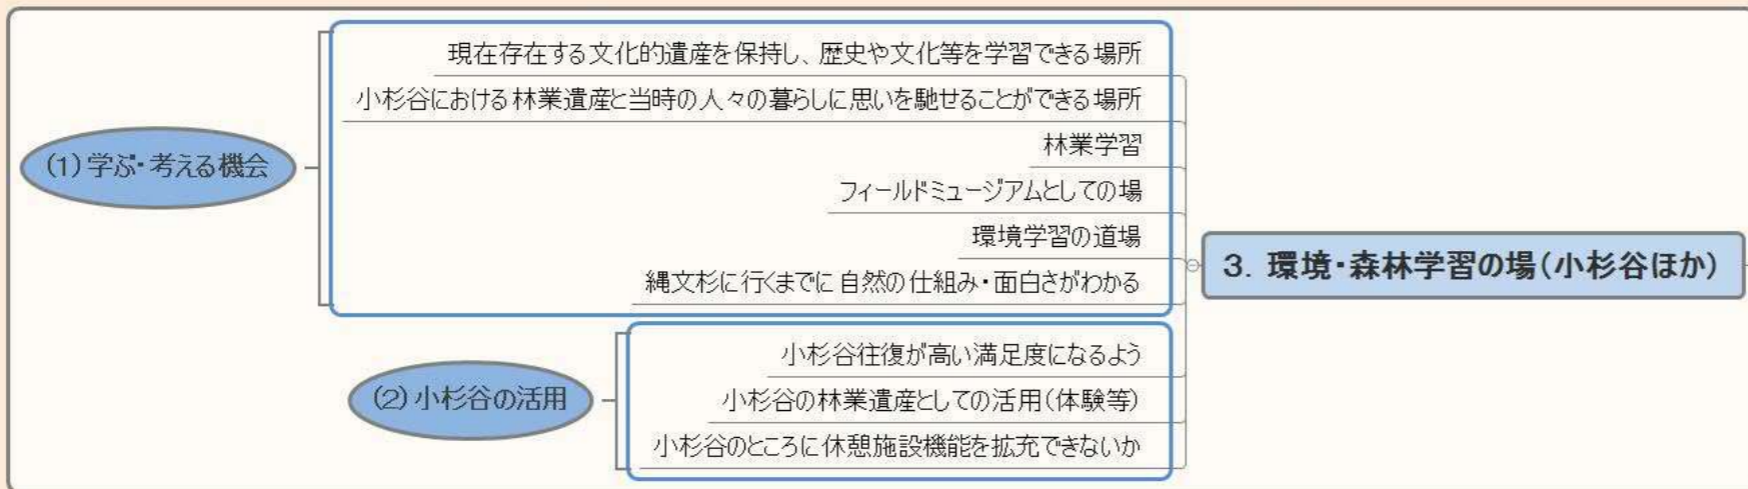 (1)学ぶ・考える機会
現在存在する文化的遺産を保持し、歴史や文化等を学習できる場所
小杉谷における林業遺産と当時の人々の暮らしに思いを馳せることができる場所
林業学習
フィールドミュージアムとしての場
環境学習の道場
縄文杉に行くまでに自然の仕組み・面白さがわかる
3. 環境・森林学習の場(小杉谷ほか)
(2)小杉谷の活用
小杉谷往復が高い満足度になるよう
小杉谷の林業遺産としての活用(体験等)
小杉谷のところに休憩施設機能を拡充できないか